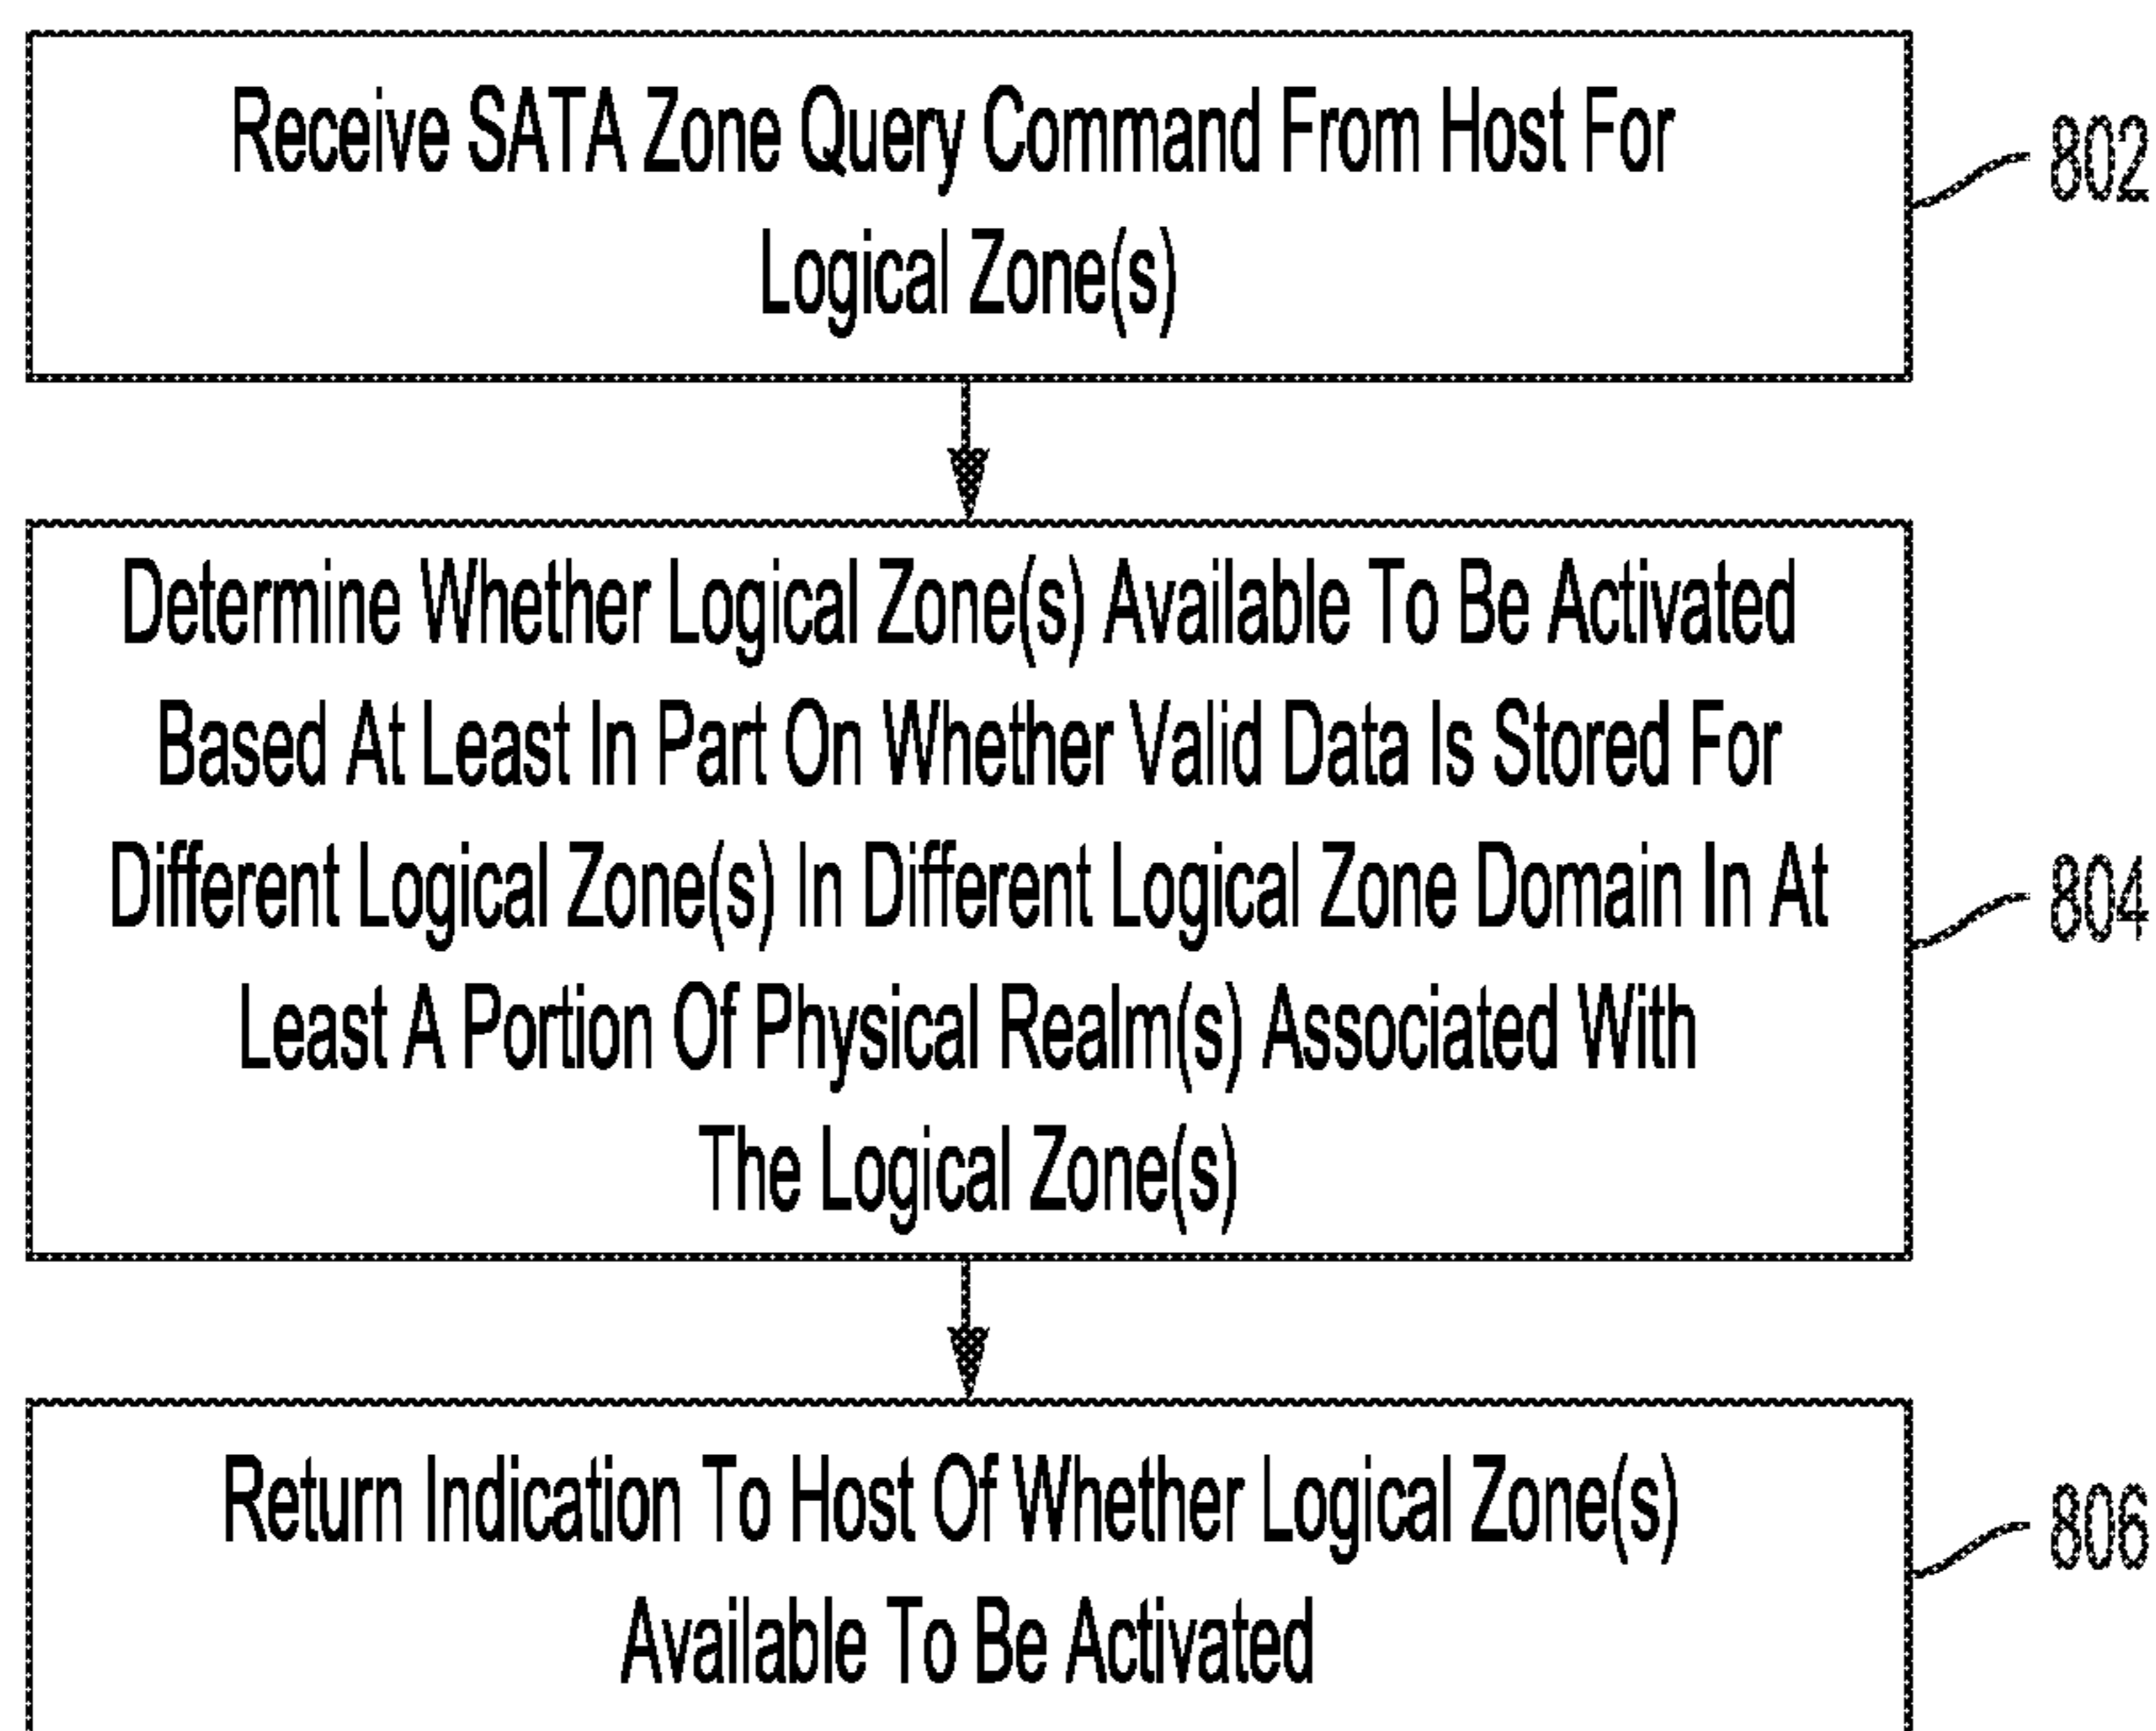 Receive SATA Zone Query Command From Host For
Logical Zone(s)
802
Determine Whether Logical Zone(s) Available To Be Activated
Based At Least In Part On Whether Valid Data Is Stored For
Different Logical Zone(s) In Different Logical Zone Domain In At
Least A Portion Of Physical Realm(s) Associated With
The Logical Zone(s)
804
Return Indication To Host Of Whether Logical Zone(s)
Available To Be Activated
806